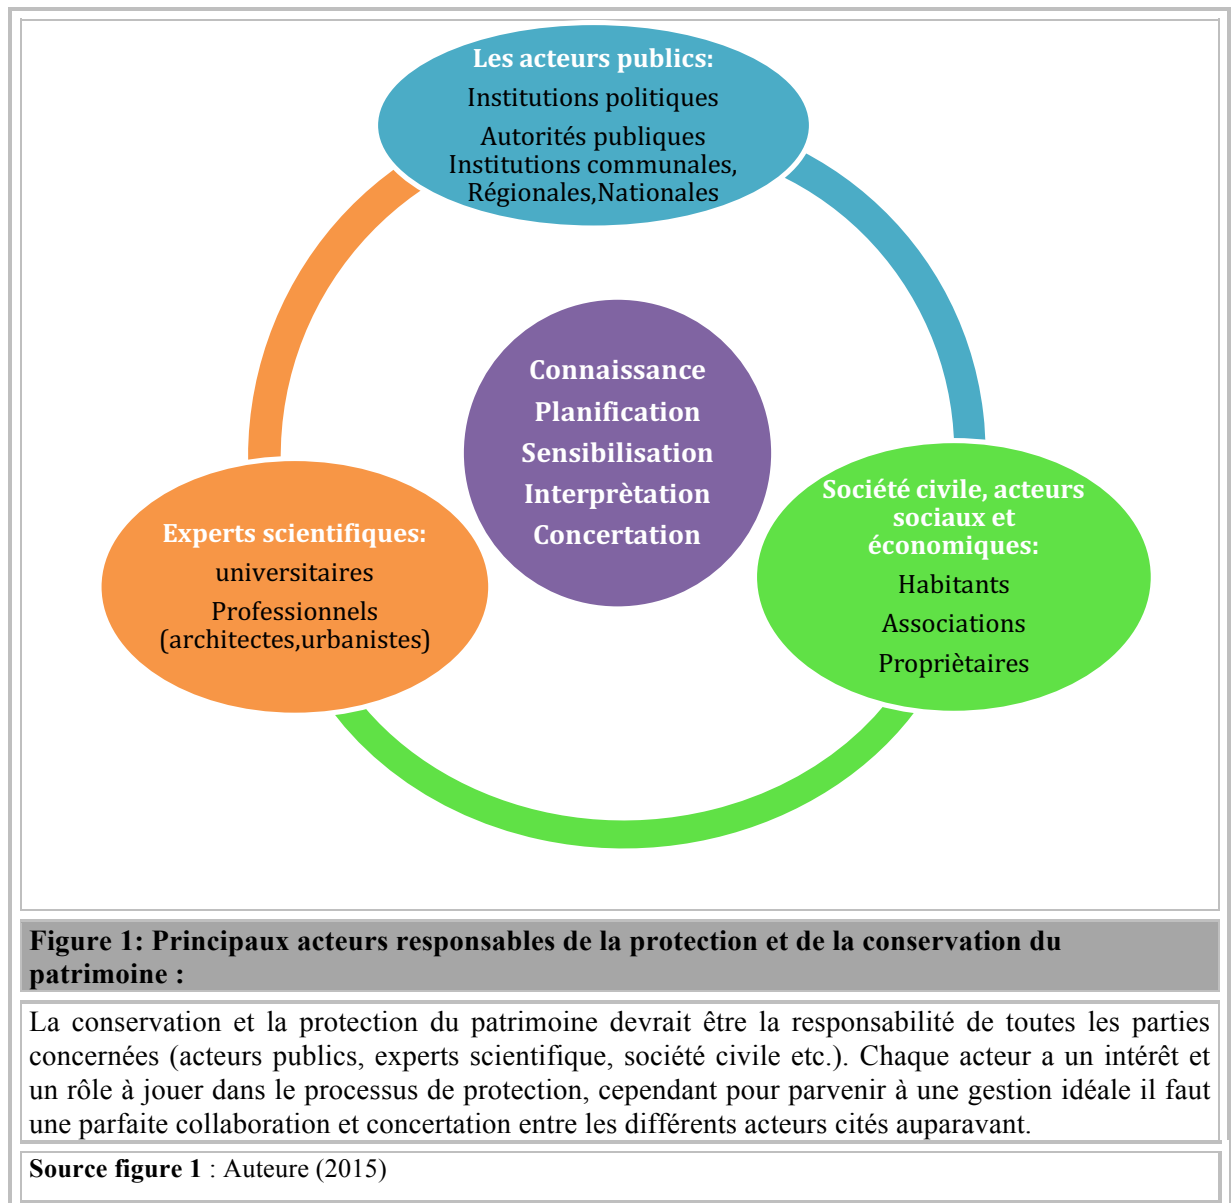 Les acteurs publics:
Institutions politiques
Autorités publiques
Institutions communales,
Régionales,Nationales
Connaissance
Planification
Sensibilisation
Interprètation
Concertation
Experts scientifiques:
universitaires
Professionnels
(architectes,urbanistes)
Société civile, acteurs
sociaux et
économiques:
Habitants
Associations
Propriètaires
Figure 1: Principaux acteurs responsables de la protection et de la conservation du
patrimoine :
La conservation et la protection du patrimoine devrait être la responsabilité de toutes les parties
concernées (acteurs publics, experts scientifique, société civile etc.). Chaque acteur a un intérêt et
un rôle à jouer dans le processus de protection, cependant pour parvenir à une gestion idéale il faut
une parfaite collaboration et concertation entre les différents acteurs cités auparavant.
Source figure 1 : Auteure (2015)